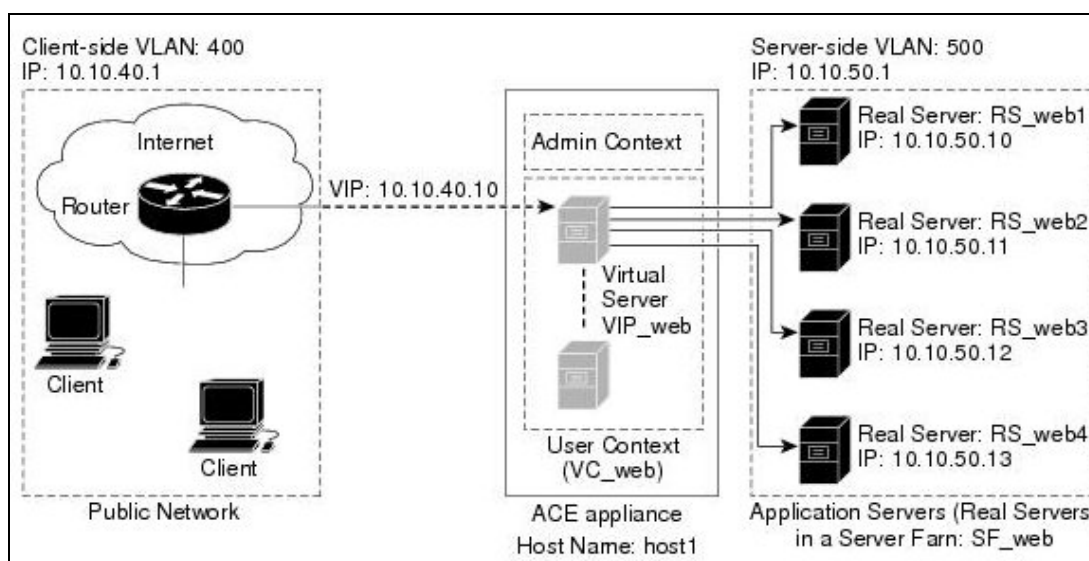 Client-side VLAN: 400
IP: 10.10.40.1
Internet
Router
Client
Client
Public Network
VIP: 10.10.40.10
Admin Context
Virtual
Server
VIP_web
User Context
(VC_web)
ACE appliance
Host Name: host1
Server-side VLAN: 500
IP: 10.10.50.1
Real Server: RS_web1
IP: 10.10.50.10
Real Server: RS_web2
IP: 10.10.50.11
Real Server: RS_web3
IP: 10.10.50.12
Real Server: RS_web4
IP: 10.10.50.13
Application Servers (Real Servers
in a Server Farn: SF_web